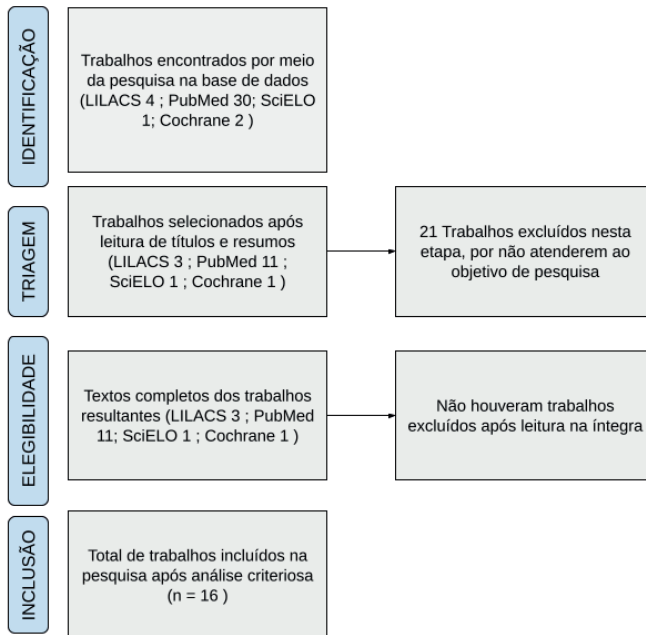 IDENTIFICAÇÃO
Trabalhos encontrados por meio
da pesquisa na base de dados
(LILACS 4 ; PubMed 30; SciELO
1; Cochrane 2 )
TRIAGEM
Trabalhos selecionados após
leitura de títulos e resumos
(LILACS 3 ; PubMed 11 ;
SciELO 1 ; Cochrane 1 )
21 Trabalhos excluídos nesta
etapa, por não atenderem ao
objetivo de pesquisa
ELEGIBILIDADE
Textos completos dos trabalhos
resultantes (LILACS 3 ; PubMed
11; SciELO 1 ; Cochrane 1 )
Não houveram trabalhos
excluídos após leitura na íntegra
INCLUSÃO
Total de trabalhos incluídos na
pesquisa após análise criteriosa
(n = 16 )